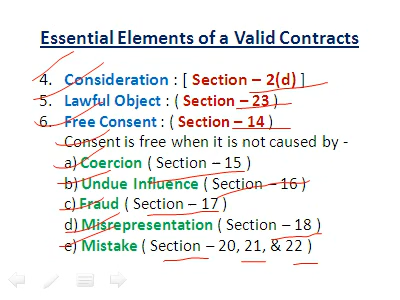 Essential Elements of a Valid Contracts
4. Consideration : [ Section – 2(d) ]
5. Lawful Object : ( Section – 23 )
6. Free Consent : ( Section – 14 )
Consent is free when it is not caused by -
a) Coercion ( Section – 15 )
b) Undue Influence ( Section – 16 )
c) Fraud ( Section – 17 )
d) Misrepresentation ( Section – 18 )
e) Mistake ( Section – 20, 21, & 22 )